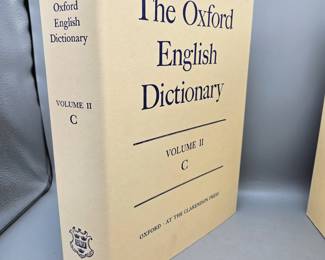 Oxford
English
Dictionary
VOLUME II
C
The Oxford
English
Dictionary
VOLUME II
C
OXFORD · AT THE CLARENDON PRESS